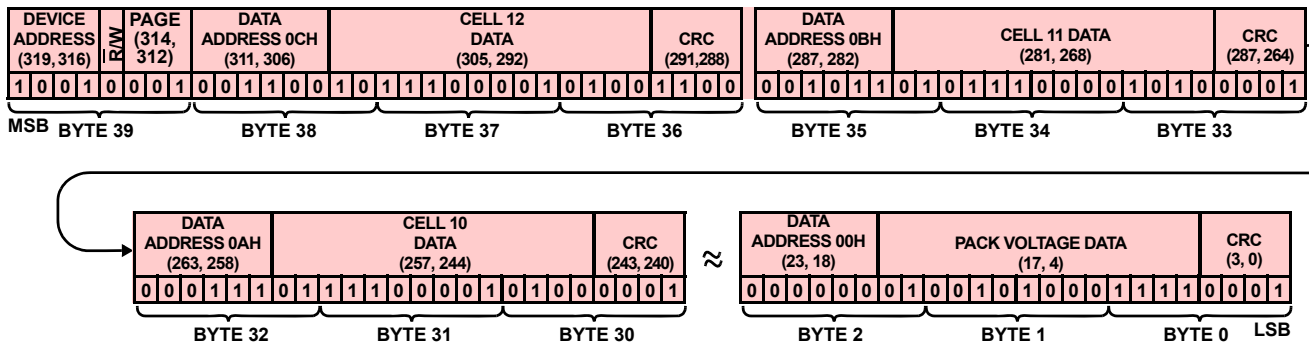 DEVICE
ADDRESS
(319, 316)
R/W
PAGE
(314,
312)
DATA
ADDRESS 0CH
(311, 306)
CELL 12
DATA
(305, 292)
CRC
(291,288)
DATA
ADDRESS 0BH
(287, 282)
CELL 11 DATA
(281, 268)
CRC
(287, 264)
1 0 0 1 0 0 0 1 0 0 1 1 0 0 1 0 1 1 1 0 0 0 0 1 0 1 0 0 1 1 0 0
0 0 1 0 1 1 0 1 0 1 1 1 0 0 0 0 1 0 1 0 0 0 0 1
MSB
BYTE 39
BYTE 38
BYTE 37
BYTE 36
BYTE 35
BYTE 34
BYTE 33
DATA
ADDRESS 0AH
(263, 258)
CELL 10
DATA
(257, 244)
CRC
(243, 240)
≈
DATA
ADDRESS 00H
(23, 18)
PACK VOLTAGE DATA
(17, 4)
CRC
(3, 0)
0 0 0 1 1 1 0 1 1 1 1 0 0 0 0 1 0 1 0 0 0 0 0 1
0 0 0 0 0 0 0 1 0 0 1 0 1 0 0 0 1 1 1 1 0 0 0 1
BYTE 32
BYTE 31
BYTE 30
BYTE 2
BYTE 1
BYTE 0
LSB